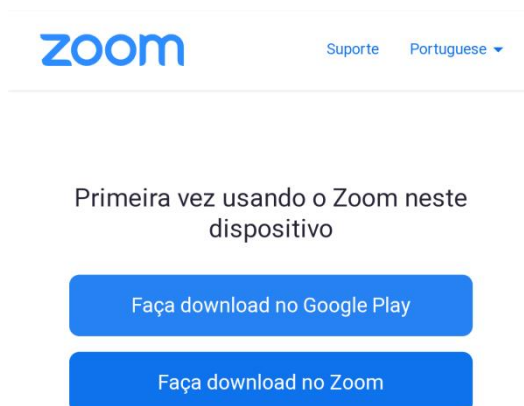 zoom
Suporte Portuguese
Primeira vez usando o Zoom neste
dispositivo
Faça download no Google Play
Faça download no Zoom